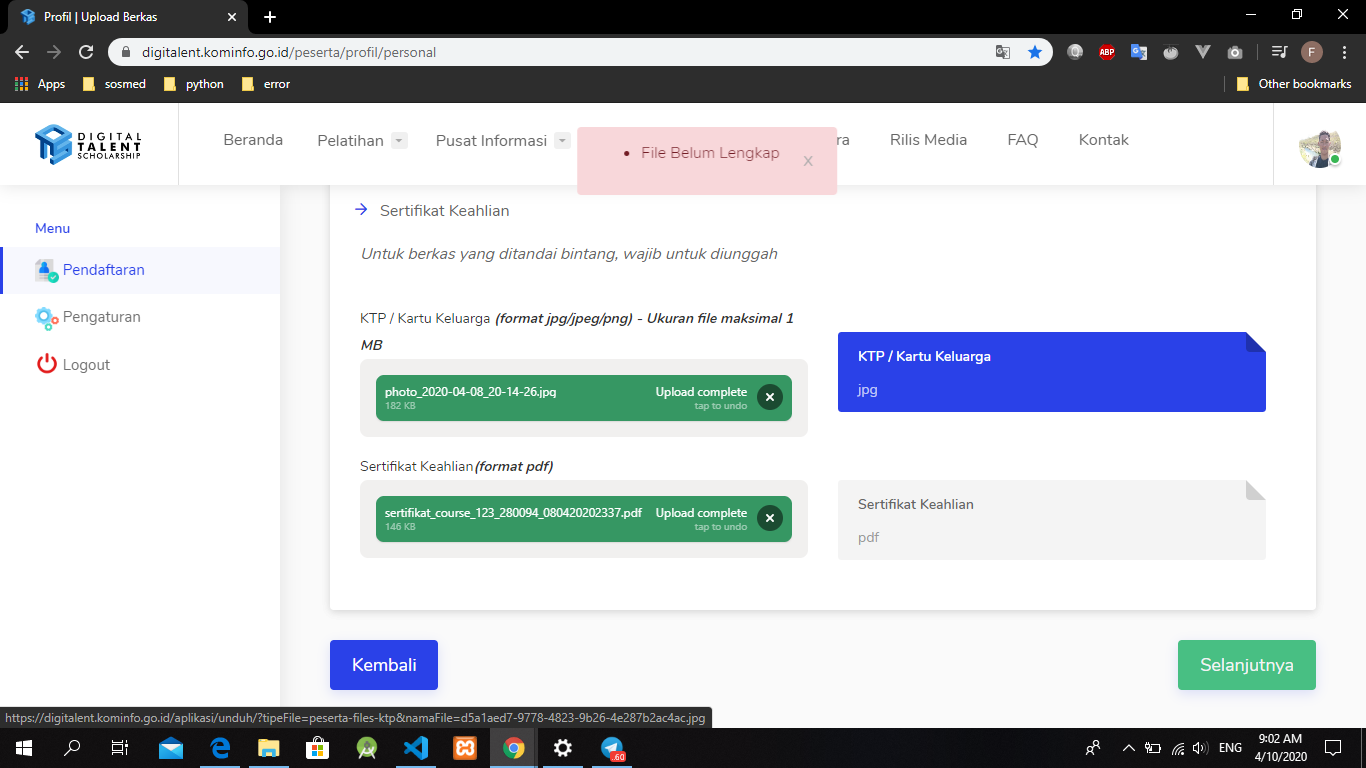 Profil | Upload Berkas
digitalent.kominfo.go.id/peserta/profil/personal
ABP
F
Apps
sosmed
python
error
Other bookmarks
DIGITAL
TALENT
SCHOLARSHIP
Beranda
Pelatihan
Pusat Informasi
ra
Rilis Media
FAQ
Kontak
File Belum Lengkap
x
Menu
Pendaftaran
Pengaturan
Logout
Sertifikat Keahlian
Untuk berkas yang ditandai bintang, wajib untuk diunggah
KTP / Kartu Keluarga (format jpg/jpeg/png) - Ukuran file maksimal 1
MB
photo_2020-04-08_20-14-26.jpg
182 KB
Upload complete
tap to undo
KTP / Kartu Keluarga
jpg
Sertifikat Keahlian(format pdf)
sertifikat_course_123_280094_080420202337.pdf
146 KB
Upload complete
tap to undo
Sertifikat Keahlian
pdf
Kembali
Selanjutnya
https://digitalent.kominfo.go.id/aplikasi/unduh/?tipeFile=peserta-files-ktp&namaFile=d5a1aed7-9778-4823-9b26-4e287b2ac4ac.jpg
.60
ENG
9:02 AM
4/10/2020